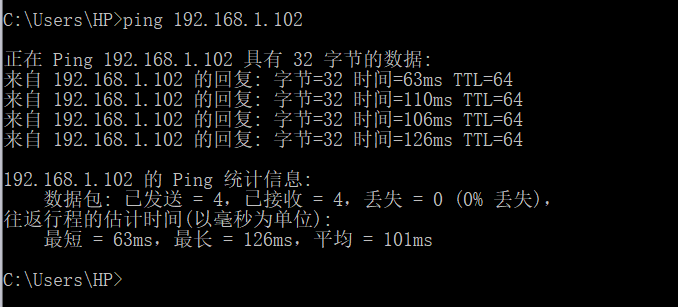 C:\Users\HP>ping 192.168.1.102
正在 Ping 192.168.1.102 具有 32 字节的数据:
来自 192.168.1.102 的回复: 字节=32 时间=63ms TTL=64
来自 192.168.1.102 的回复: 字节=32 时间=110ms TTL=64
来自 192.168.1.102 的回复: 字节=32 时间=106ms TTL=64
来自 192.168.1.102 的回复: 字节=32 时间=126ms TTL=64
192.168.1.102 的 Ping 统计信息:
数据包: 已发送 = 4，已接收 = 4，丢失 = 0 (0% 丢失)，
往返行程的估计时间(以毫秒为单位):
最短 = 63ms，最长 = 126ms，平均 = 101ms
C:\Users\HP>